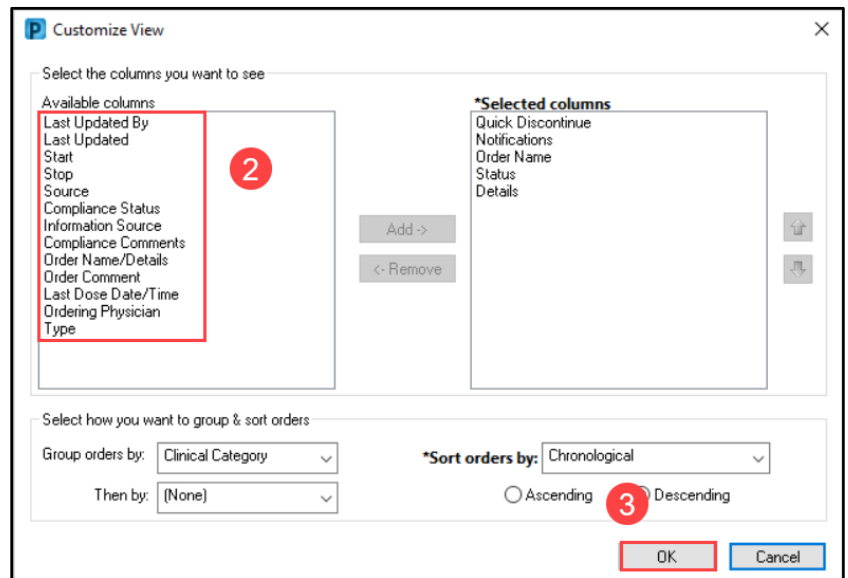 P Customize View
Select the columns you want to see
Available columns
Last Updated By
Last Updated
Start
Stop
Source
Compliance Status
Information Source
Compliance Comments
Order Name/Details
Order Comment
Last Dose Date/Time
Ordering Physician
Type
2
Add ->
<- Remove
*Selected columns
Quick Discontinue
Notifications
Order Name
Status
Details
Select how you want to group & sort orders
Group orders by: Clinical Category
*Sort orders by: Chronological
Then by: (None)
Ascending
3
Descending
OK
Cancel